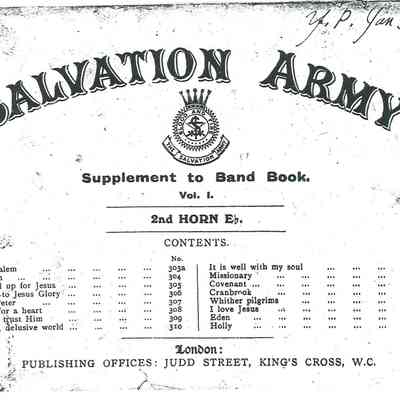 Y. P. Jan
SALVATION ARMY
BLOOD AND FIRE
THE SALVATION ARMY
Supplement to Band Book.
Vol. I.
2nd HORN E♭.
CONTENTS.
No.
alem ... ... ... ... 303a
... ... ... ... 304
d up for Jesus ... ... 305
to Jesus Glory ... ... 306
eter ... ... ... ... 307
for a heart ... ... ... 308
trust Him ... ... ... 309
delusive world ... ... ... 310
It is well with my soul ... ... ...
Missionary ... ... ... ... ...
Covenant ... ... ... ... ... ...
Cranbrook ... ... ... ... ...
Whither pilgrims ... ... ... ...
I love Jesus ... ... ... ... ...
Eden ... ... ... ... ... ...
Holly ... ... ... ... ... ...
London:
PUBLISHING OFFICES: JUDD STREET, KING'S CROSS, W.C.